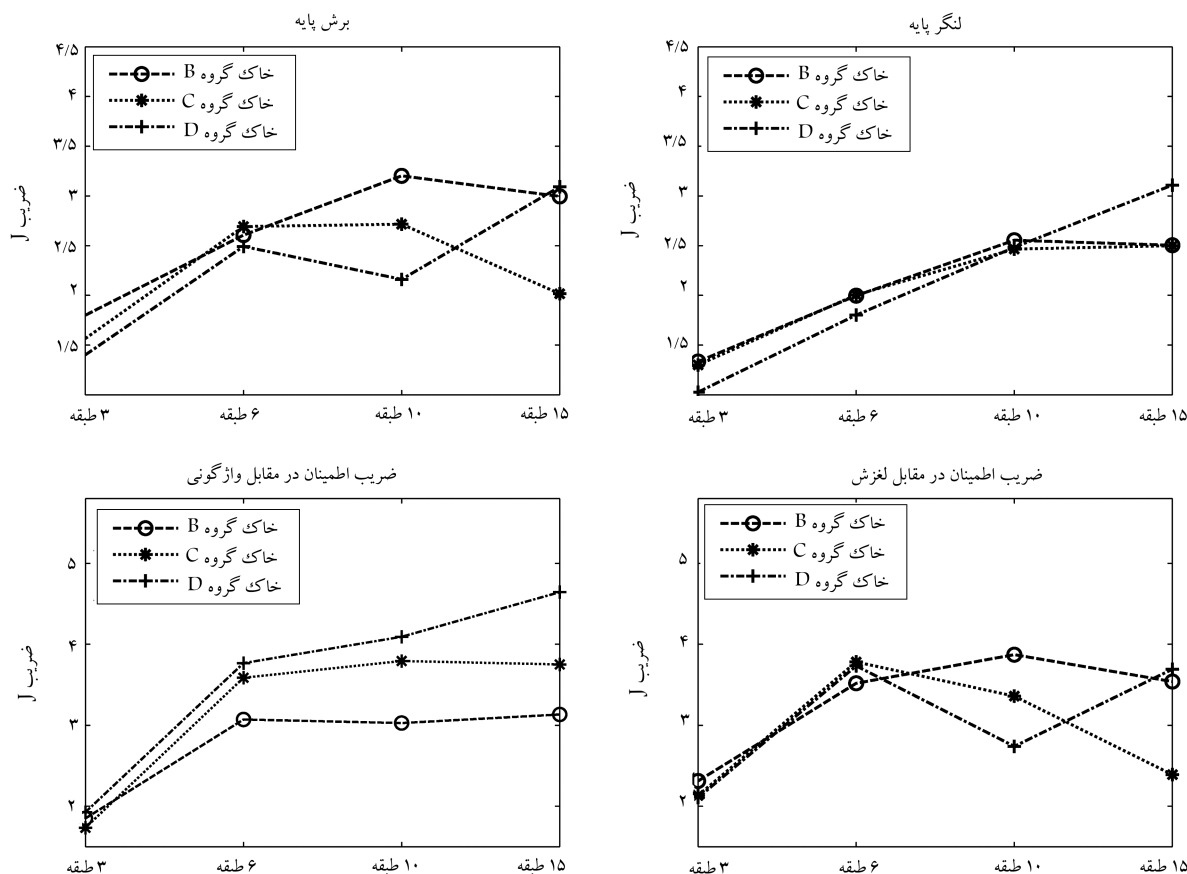 برش پایه
ضریب J
۴/۵
۴
۳/۵
۳
۲/۵
۲
۱/۵
خاک گروه B
خاک گروه C
خاک گروه D
۳ طبقه
۶ طبقه
۱۰ طبقه
۱۵ طبقه
لنگر پایه
ضریب J
۴/۵
۴
۳/۵
۳
۲/۵
۲
۱/۵
خاک گروه B
خاک گروه C
خاک گروه D
۳ طبقه
۶ طبقه
۱۰ طبقه
۱۵ طبقه
ضریب اطمینان در مقابل واژگونی
ضریب J
۵
۴
۳
۲
خاک گروه B
خاک گروه C
خاک گروه D
۳ طبقه
۶ طبقه
۱۰ طبقه
۱۵ طبقه
ضریب اطمینان در مقابل لغزش
ضریب J
۵
۴
۳
۲
خاک گروه B
خاک گروه C
خاک گروه D
۳ طبقه
۶ طبقه
۱۰ طبقه
۱۵ طبقه